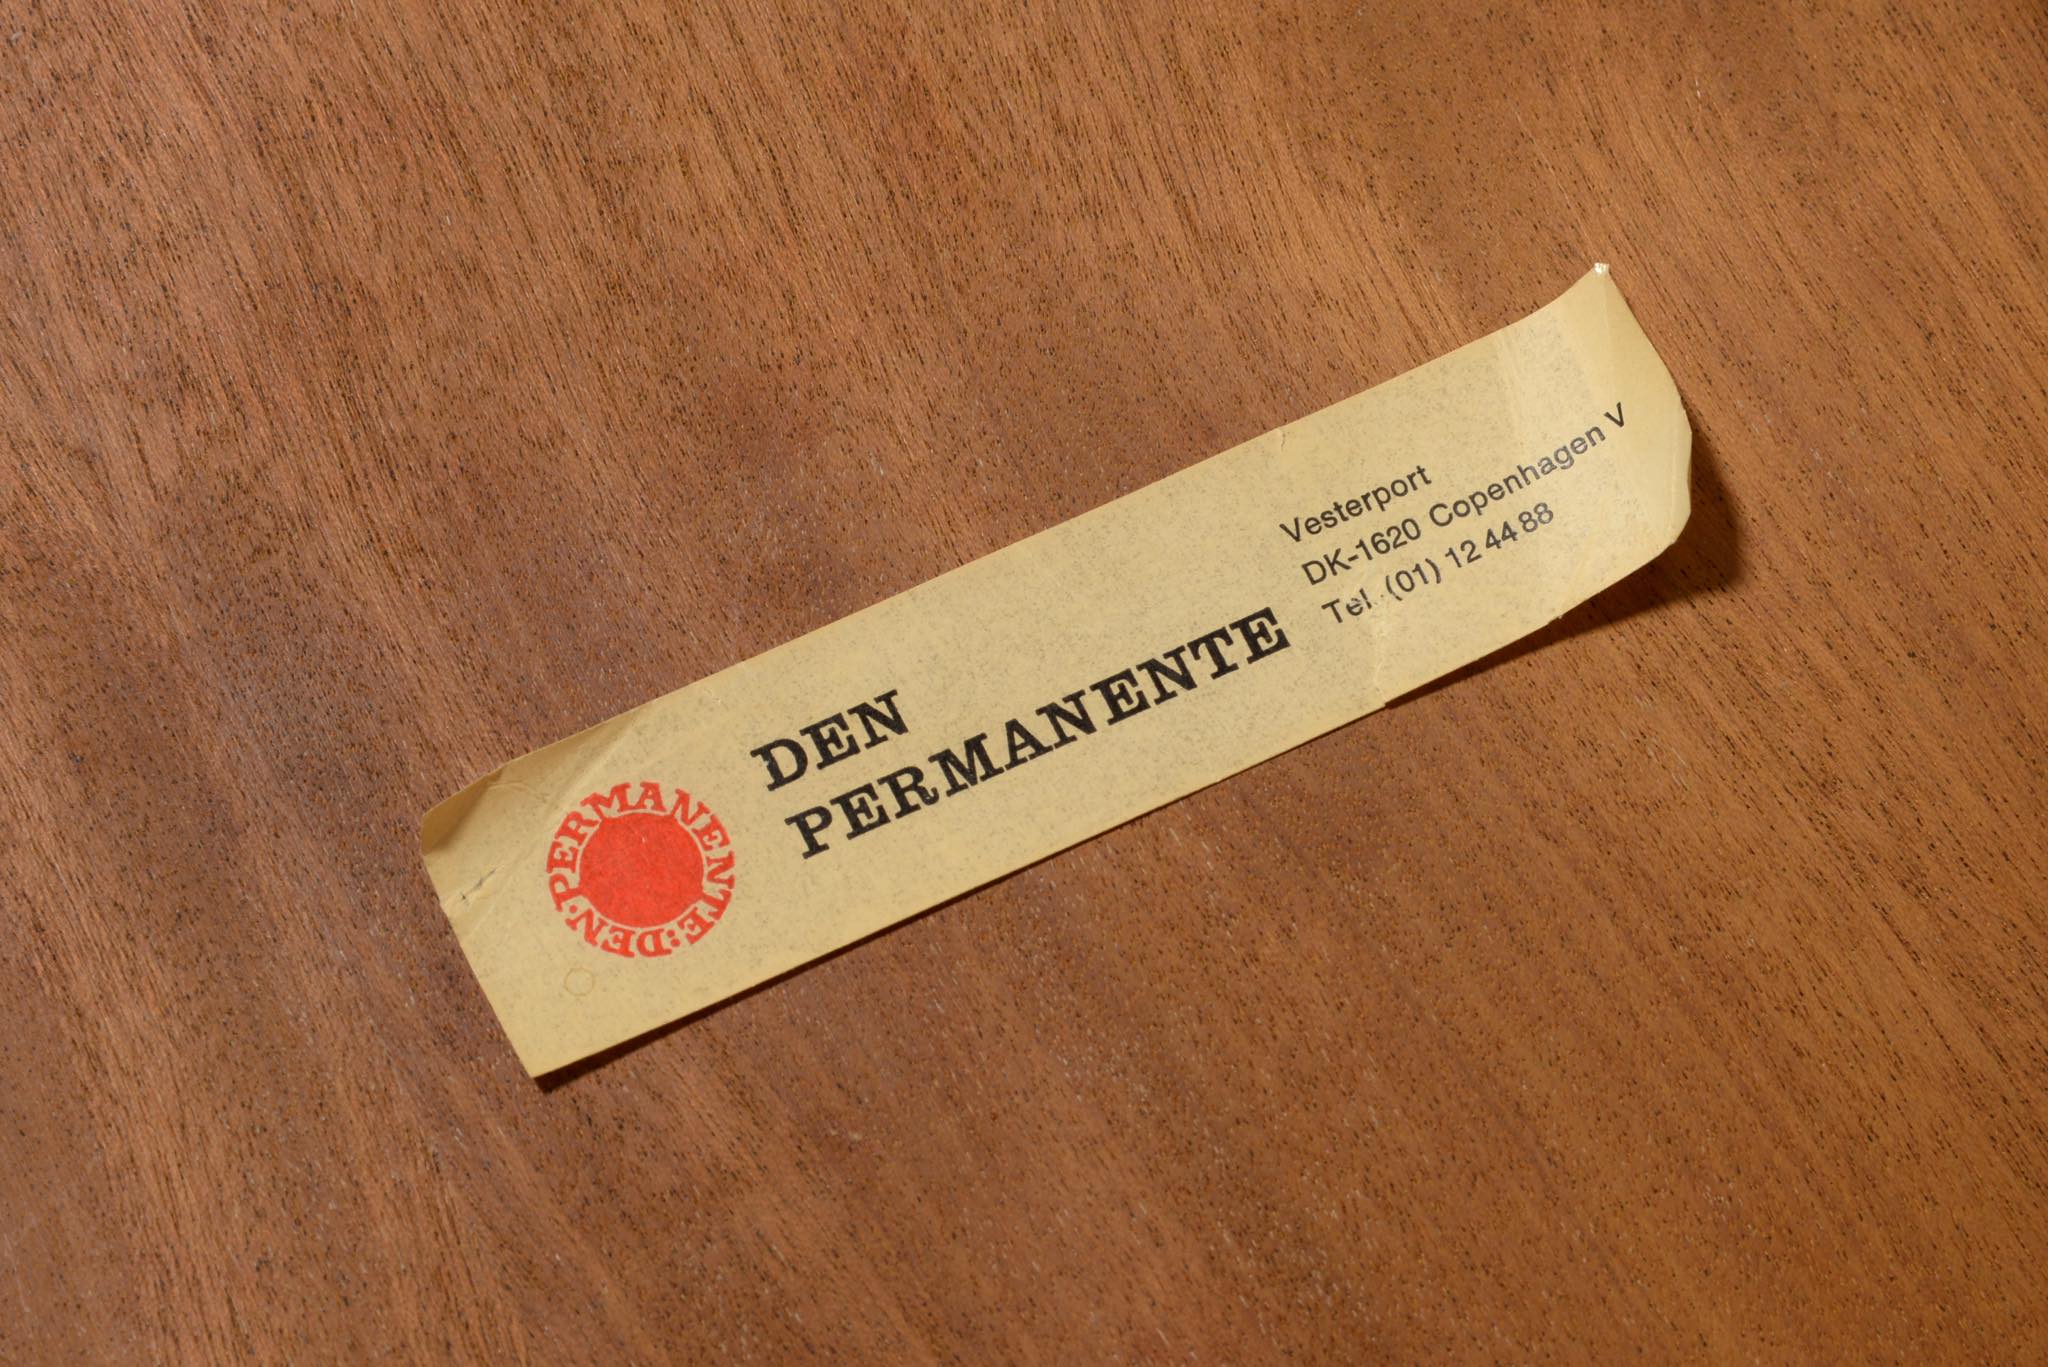 DEN·PERMANENTE:
DEN
PERMANENTE
Vesterport
DK-1620 Copenhagen V
Tel. (01) 12 44 88